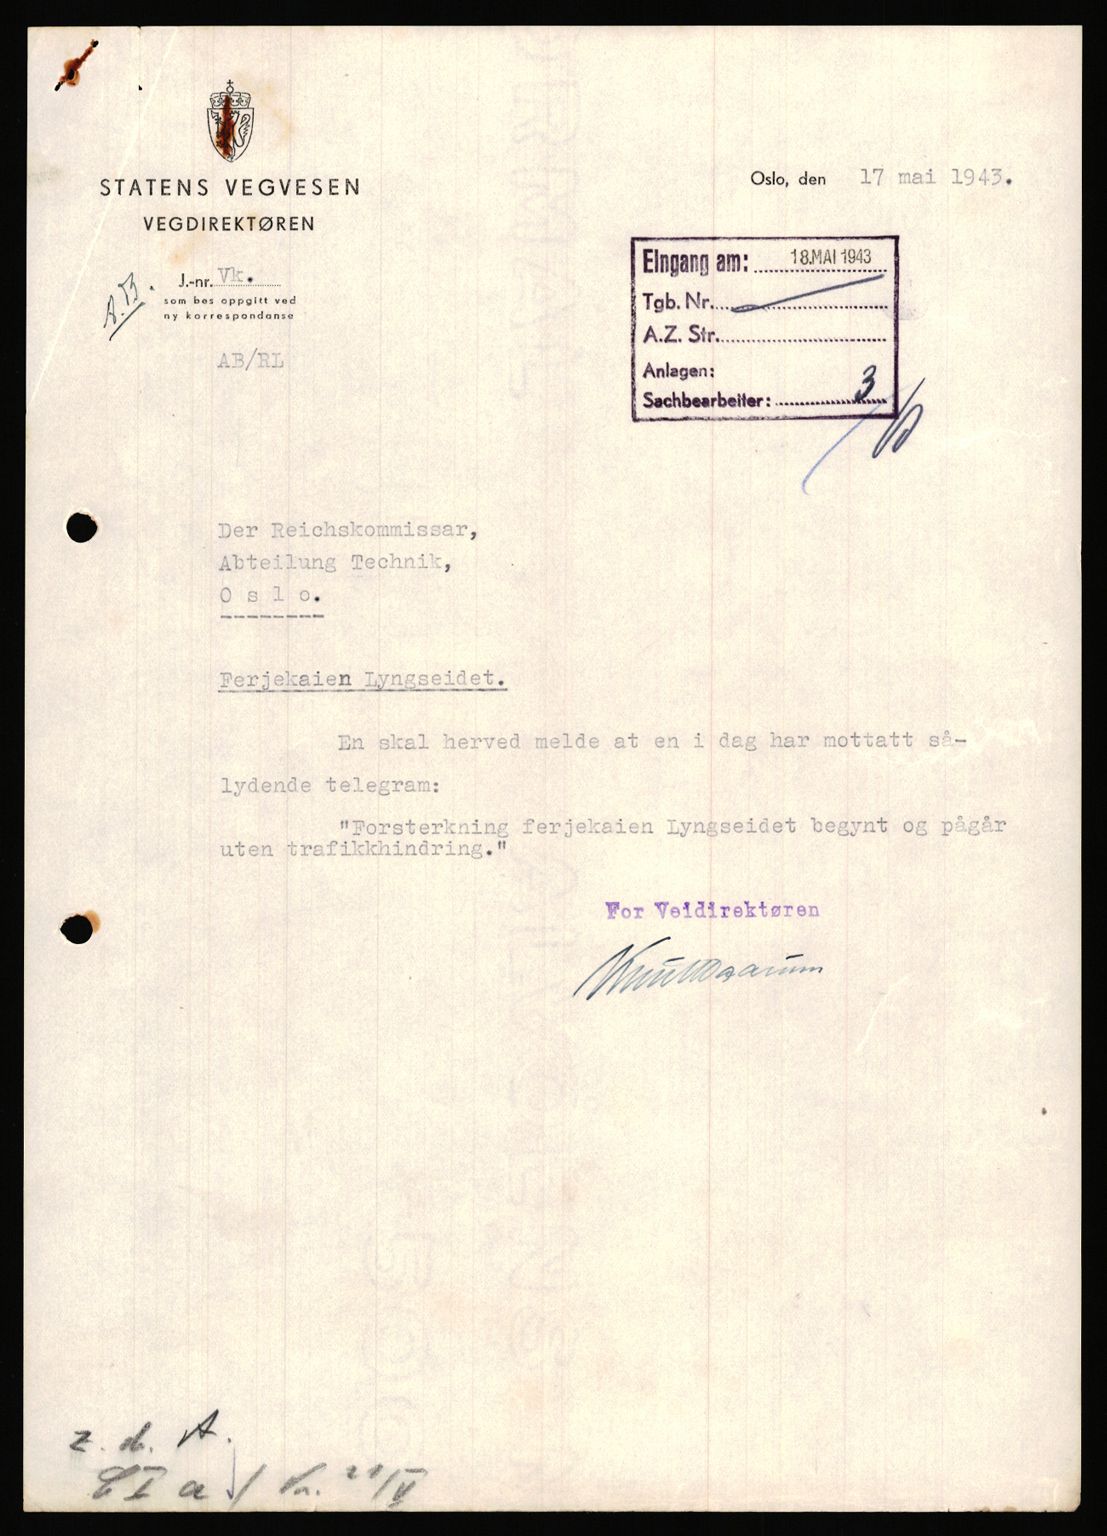 STATENS VEGVESEN
VEGDIREKTØREN
Oslo, den 17 mai 1943.
J.-nr. Vk.
som bes oppgitt ved
ny korrespondanse
A.B.
AB/RL
Eingang am: 18.MAI 1943
Tgb. Nr.
A.Z. Str.
Anlagen:
Sachbearbeiter: 3
Der Reichskommissar,
Abteilung Technik,
O s l o.
Ferjekaien Lyngseidet.
En skal herved melde at en i dag har mottatt så-
lydende telegram:
"Forsterkning ferjekaien Lyngseidet begynt og pågår
uten trafikkhindring."
For Veidirektøren
z. d. A.